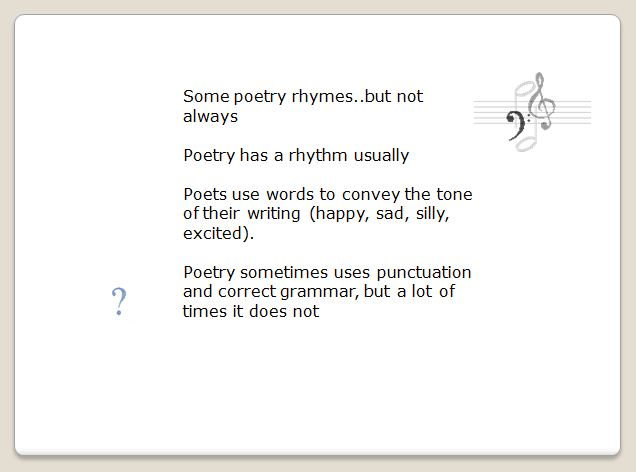 Some poetry rhymes..but not
always
Poetry has a rhythm usually
Poets use words to convey the tone
of their writing (happy, sad, silly,
excited).
Poetry sometimes uses punctuation
and correct grammar, but a lot of
times it does not
?